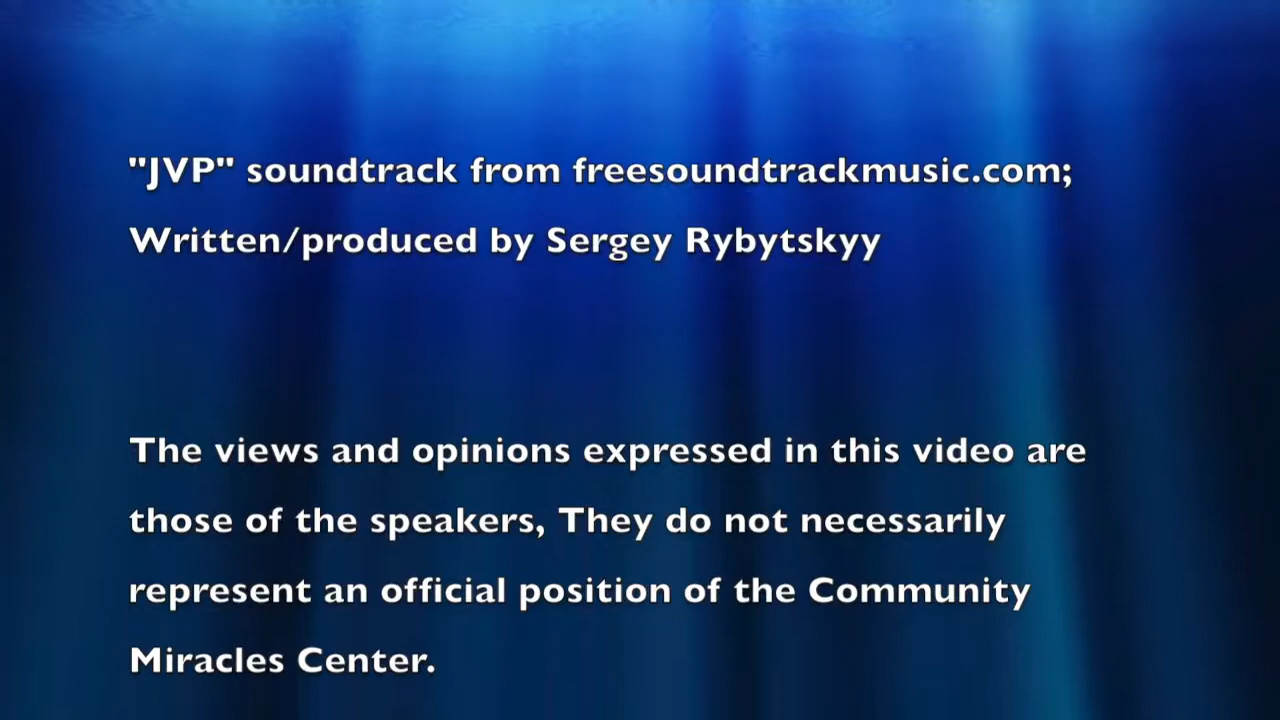 "JVP" soundtrack from freesoundtrackmusic.com;
Written/produced by Sergey Rybytskyy
The views and opinions expressed in this video are
those of the speakers, They do not necessarily
represent an official position of the Community
Miracles Center.